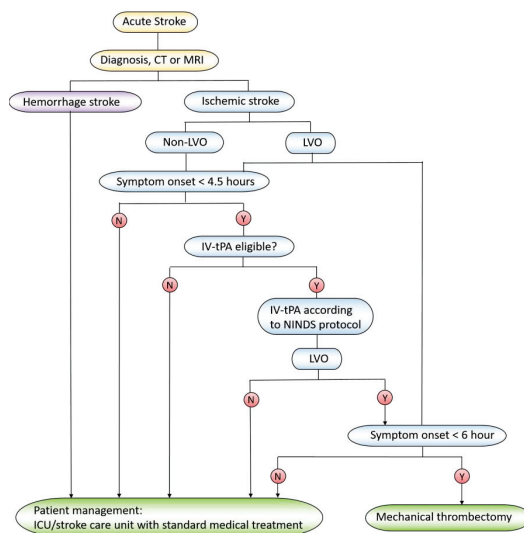 Acute Stroke
Diagnosis, CT or MRI
Hemorrhage stroke
Ischemic stroke
Non-LVO
LVO
Symptom onset < 4.5 hours
N
Y
IV-tPA eligible?
N
Y
IV-tPA according
to NINDS protocol
LVO
N
Y
Symptom onset < 6 hour
N
Y
Patient management:
ICU/stroke care unit with standard medical treatment
Mechanical thrombectomy